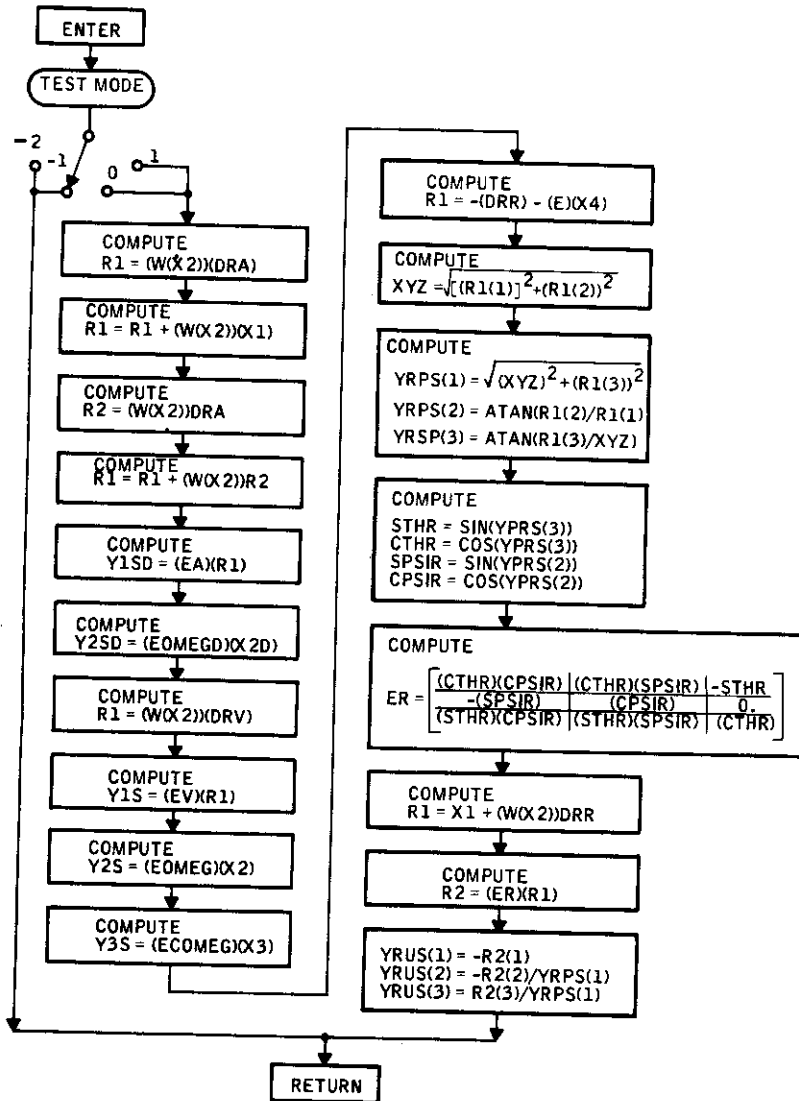 ENTER
TEST MODE
-2
-1
0
1
COMPUTE
R1 = (W(X2))(DRA)
COMPUTE
R1 = R1 + (W(X2))(X1)
COMPUTE
R2 = (W(X2))DRA
COMPUTE
R1 = R1 + (W(X2))R2
COMPUTE
Y1SD = (EA)(R1)
COMPUTE
Y2SD = (EOMEGD)(X2D)
COMPUTE
R1 = (W(X2))(DRV)
COMPUTE
Y1S = (EV)(R1)
COMPUTE
Y2S = (EOMEG)(X2)
COMPUTE
Y3S = (ECOMEG)(X3)
COMPUTE
R1 = -(DRR) - (E)(X4)
COMPUTE
XYZ = √[(R1(1)]² + (R1(2))²
COMPUTE
YRPS(1) = √(XYZ)² + (R1(3))²
YRPS(2) = ATAN(R1(2)/R1(1)
YRSP(3) = ATAN(R1(3)/XYZ)
COMPUTE
STHR = SIN(YPRS(3))
CTHR = COS(YPRS(3))
SPSIR = SIN(YPRS(2))
CPSIR = COS(YPRS(2))
COMPUTE
(CTHR)(CPSIR) | (CTHR)(SPSIR) | -STHR
ER = -(SPSIR) | (CPSIR) | 0.
(STHR)(CPSIR) | (STHR)(SPSIR) | (CTHR)
COMPUTE
R1 = X1 + (W(X2))DRR
COMPUTE
R2 = (ER)(R1)
YRUS(1) = -R2(1)
YRUS(2) = -R2(2)/YRPS(1)
YRUS(3) = R2(3)/YRPS(1)
RETURN